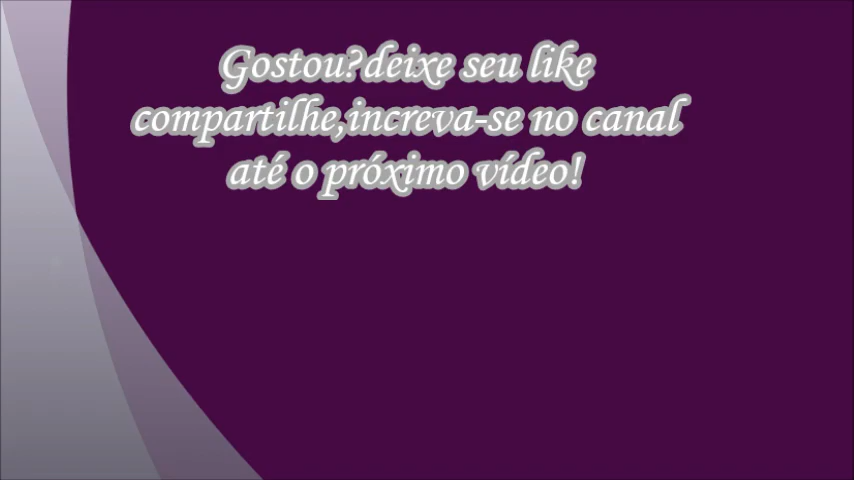 Gostou?deixe seu like
compartilhe,increva-se no canal
até o próximo vídeo!